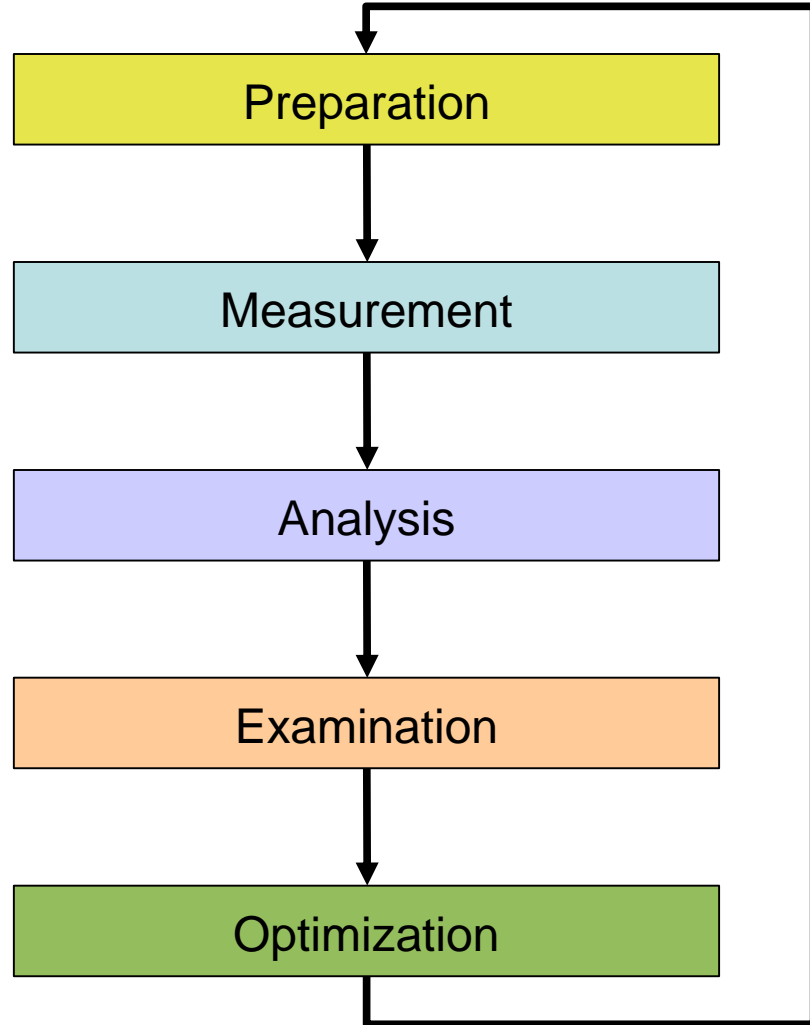 Preparation
Measurement
Analysis
Examination
Optimization